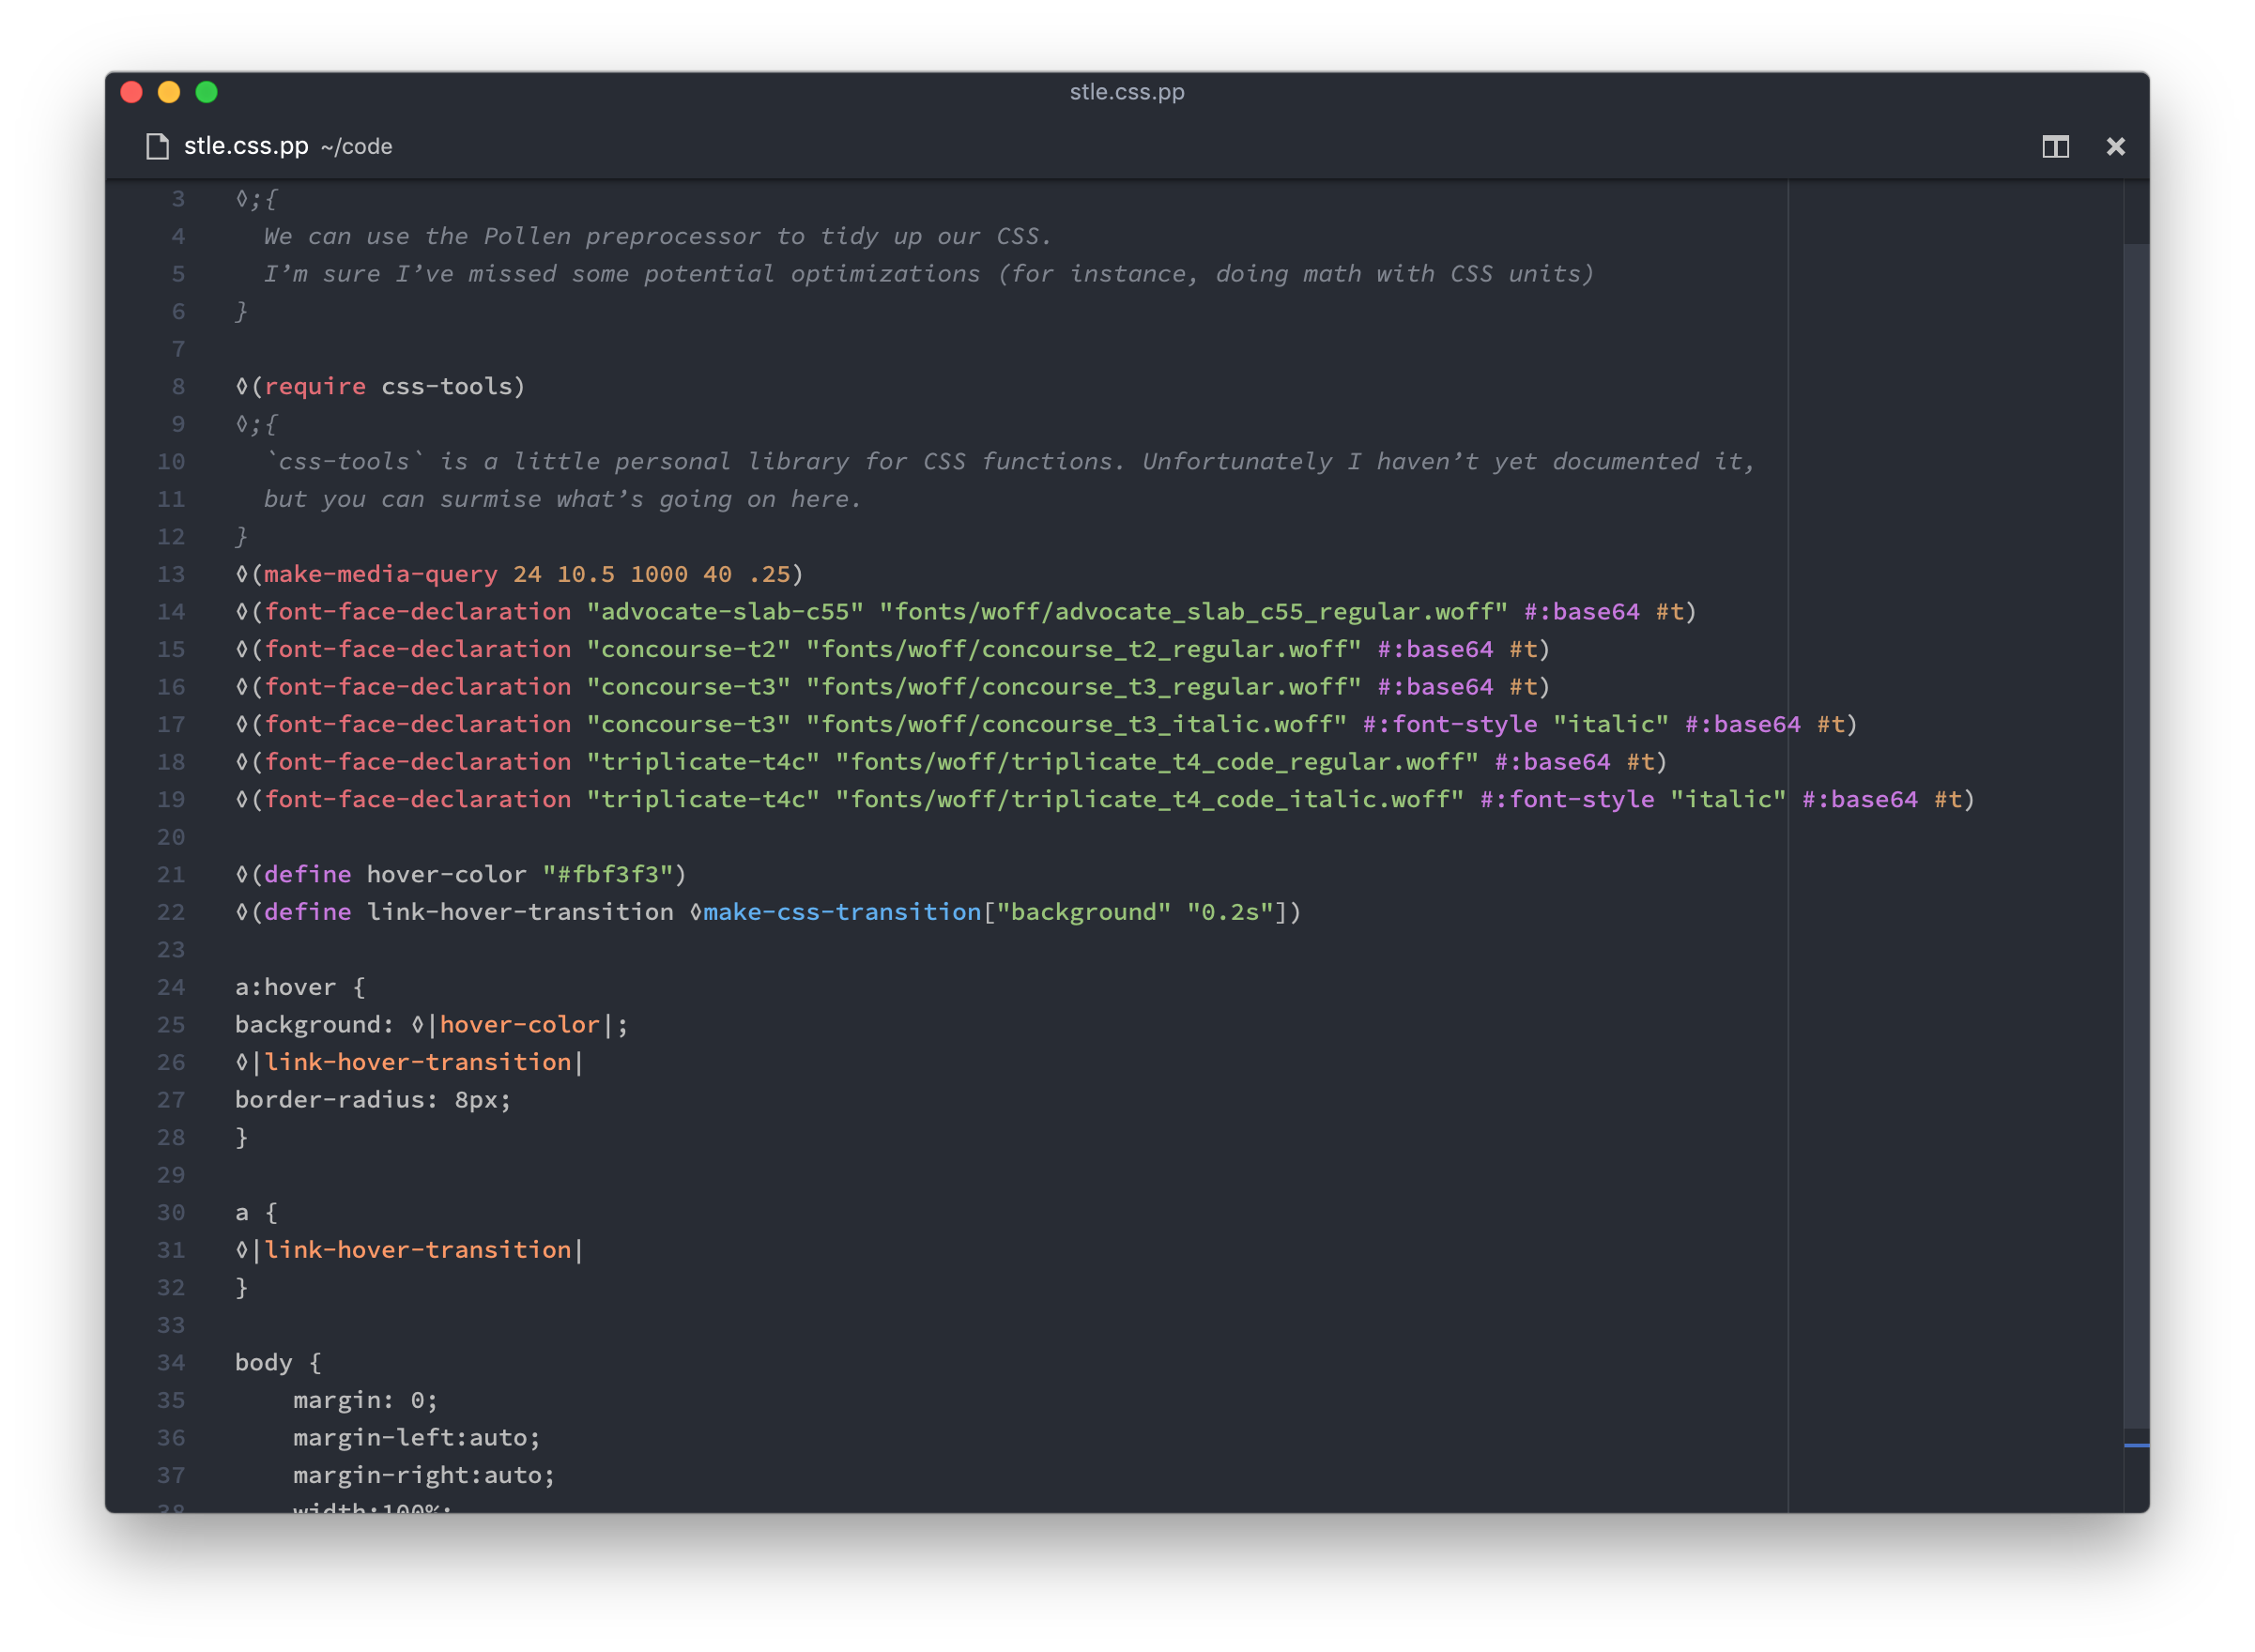 stle.css.pp
stle.css.pp ~/code
3 ◊;{
4 We can use the Pollen preprocessor to tidy up our CSS.
5 I’m sure I’ve missed some potential optimizations (for instance, doing math with CSS units)
6 }
7
8 ◊(require css-tools)
9 ◊;{
10 `css-tools` is a little personal library for CSS functions. Unfortunately I haven’t yet documented it,
11 but you can surmise what’s going on here.
12 }
13 ◊(make-media-query 24 10.5 1000 40 .25)
14 ◊(font-face-declaration "advocate-slab-c55" "fonts/woff/advocate_slab_c55_regular.woff" #:base64 #t)
15 ◊(font-face-declaration "concourse-t2" "fonts/woff/concourse_t2_regular.woff" #:base64 #t)
16 ◊(font-face-declaration "concourse-t3" "fonts/woff/concourse_t3_regular.woff" #:base64 #t)
17 ◊(font-face-declaration "concourse-t3" "fonts/woff/concourse_t3_italic.woff" #:font-style "italic" #:base64 #t)
18 ◊(font-face-declaration "triplicate-t4c" "fonts/woff/triplicate_t4_code_regular.woff" #:base64 #t)
19 ◊(font-face-declaration "triplicate-t4c" "fonts/woff/triplicate_t4_code_italic.woff" #:font-style "italic" #:base64 #t)
20
21 ◊(define hover-color "#fbf3f3")
22 ◊(define link-hover-transition ◊make-css-transition["background" "0.2s"])
23
24 a:hover {
25 background: ◊|hover-color|;
26 ◊|link-hover-transition|
27 border-radius: 8px;
28 }
29
30 a {
31 ◊|link-hover-transition|
32 }
33
34 body {
35 margin: 0;
36 margin-left:auto;
37 margin-right:auto;
38 width:100%;